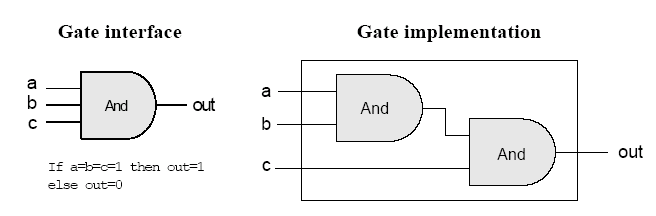 Gate interface
a
b
c
And
out
If a=b=c=1 then out=1
else out=0
Gate implementation
a
b
c
And
And
out